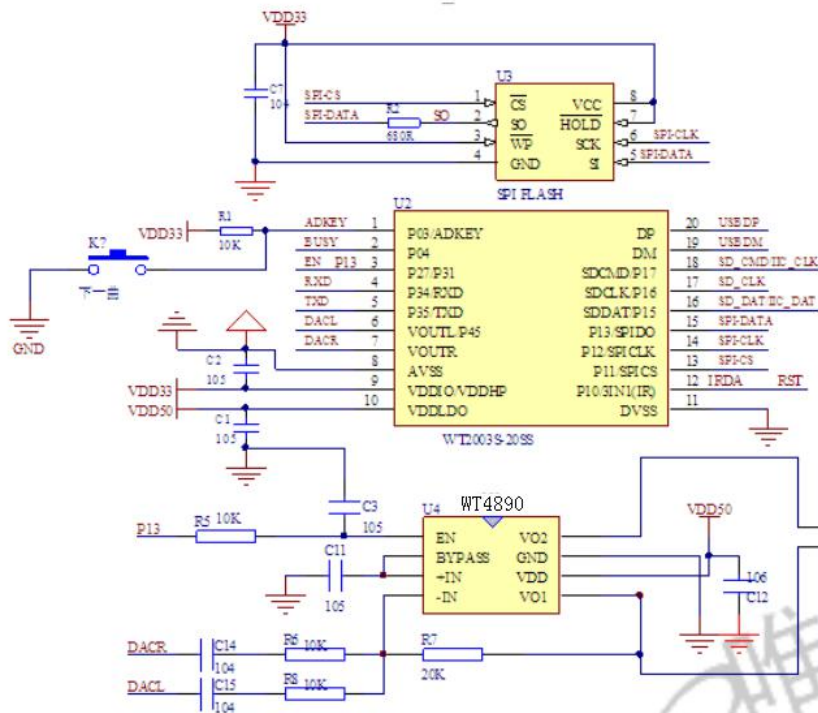 VDD33
U3
C7
104
SPI-CS 1 CS VCC 8
SPI-DATA R2 SO 2 SO HOLD 7
680R 3 WP SCK 6 SPI-CLK
4 GND SI 5 SPI-DATA
SPI FLASH
U2
VDD33 R1 10K ADKEY 1 P03/ADKEY DP 20 USBDP
K? BUSY 2 P04 DM 19 USBDM
EN P13 3 P27/P31 SDCMD/P17 18 SD_CMD/IIC_CLK
下一曲 RXD 4 P34/RXD SDCLK/P16 17 SD_CLK
TXD 5 P35/TXD SDDAT/P15 16 SD_DAT/IIC_DAT
DACL 6 VOUTL/P45 P13/SPIDO 15 SPI-DATA
GND DACR 7 VOUTR P12/SPICLK 14 SPI-CLK
C2 105 8 AVSS P11/SPICS 13 SPI-CS
VDD33 9 VDDIO/VDDHP P10/3IN1(IR) 12 IRDA RST
VDD50 10 VDDLDO DVSS 11
C1
105
WT2003S-20SS
C3
105
U4 WT4890
VDD50
P13 R5 10K EN VO2
C11 BYPASS GND
105 +IN VDD
-IN VO1
106
C12
DACR C14 104 R6 10K R7 20K
DACL C15 104 R8 10K
唯